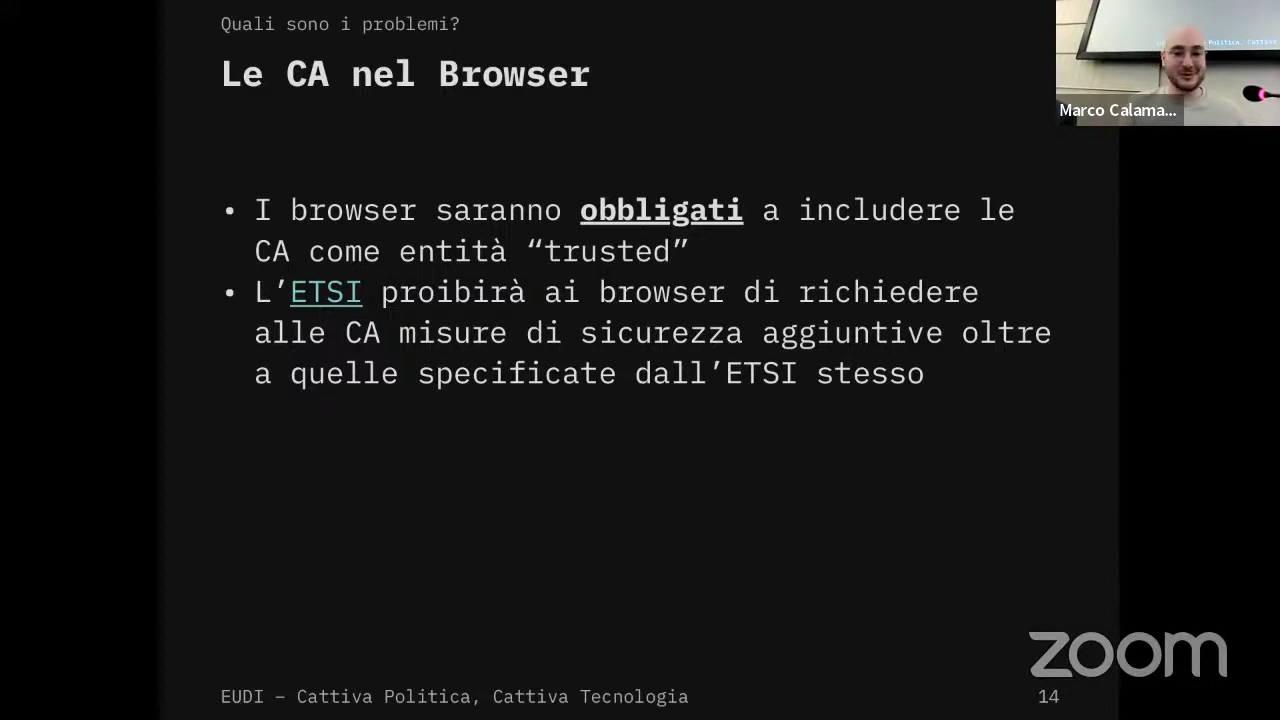 Quali sono i problemi?
Le CA nel Browser
Marco Calama...
• I browser saranno obbligati a includere le
CA come entità “trusted”
• L’ETSI proibirà ai browser di richiedere
alle CA misure di sicurezza aggiuntive oltre
a quelle specificate dall’ETSI stesso
zoom
EUDI – Cattiva Politica, Cattiva Tecnologia
14